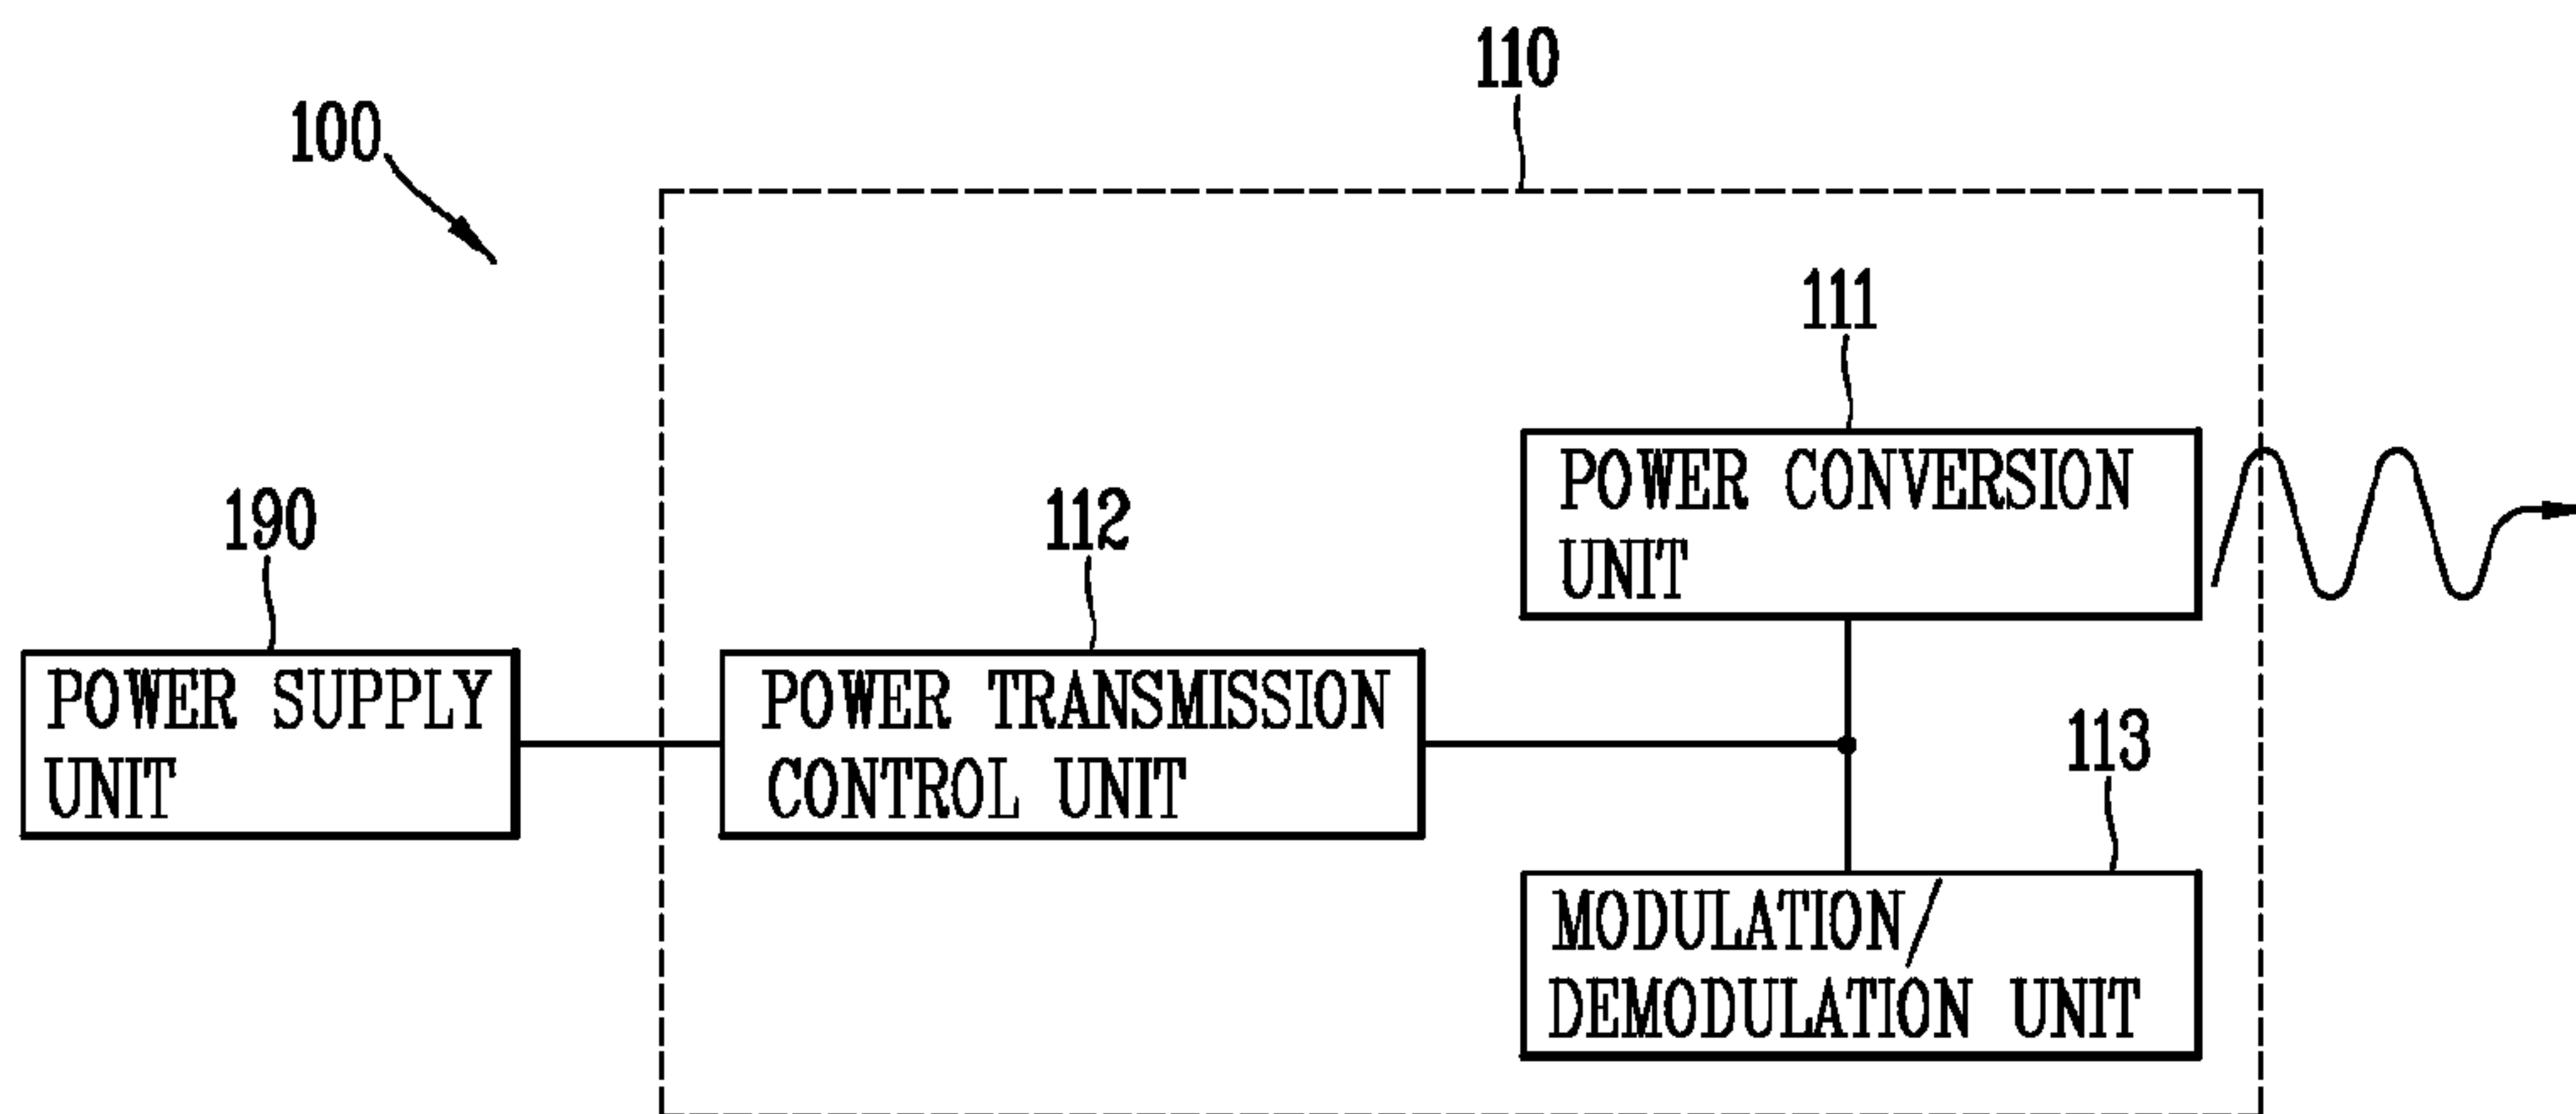 110
100
111
POWER CONVERSION
UNIT
190
112
POWER SUPPLY
UNIT
POWER TRANSMISSION
CONTROL UNIT
113
MODULATION/
DEMODULATION UNIT